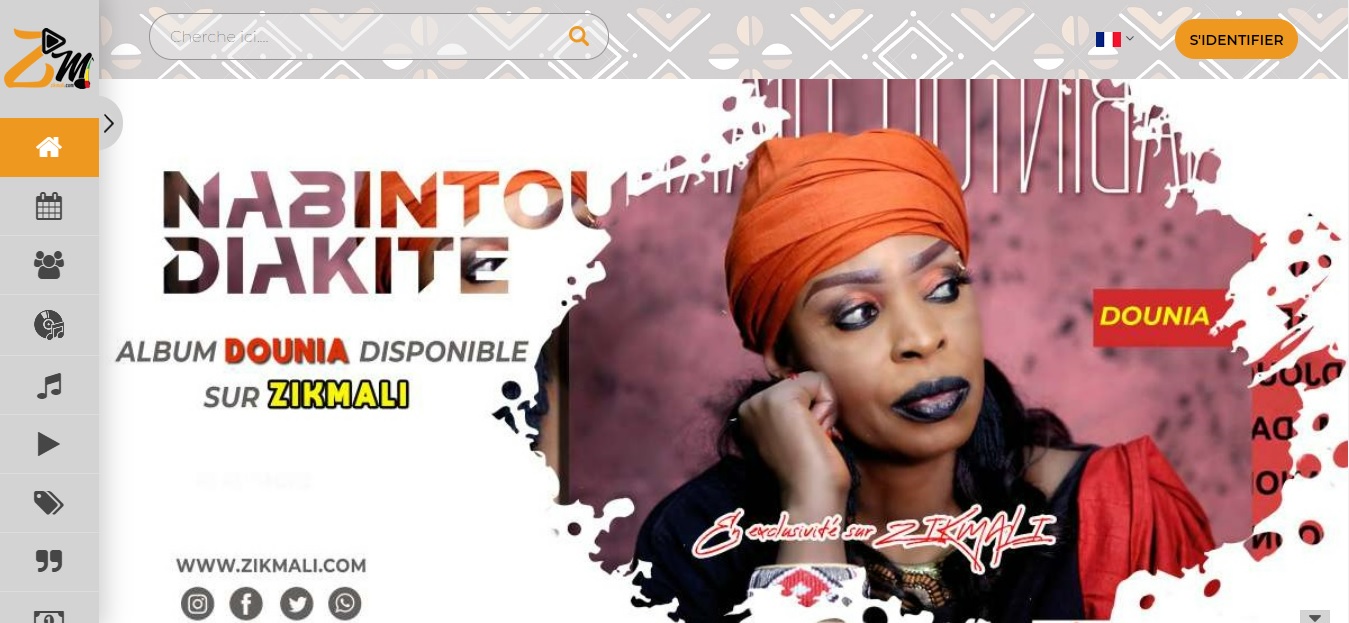 Cherche ici....
S'IDENTIFIER
NABINTOU
DIAKITE
ALBUM DOUNIA DISPONIBLE
SUR ZIKMALI
DOUNIA
En exclusivité sur ZIKMALI
WWW.ZIKMALI.COM